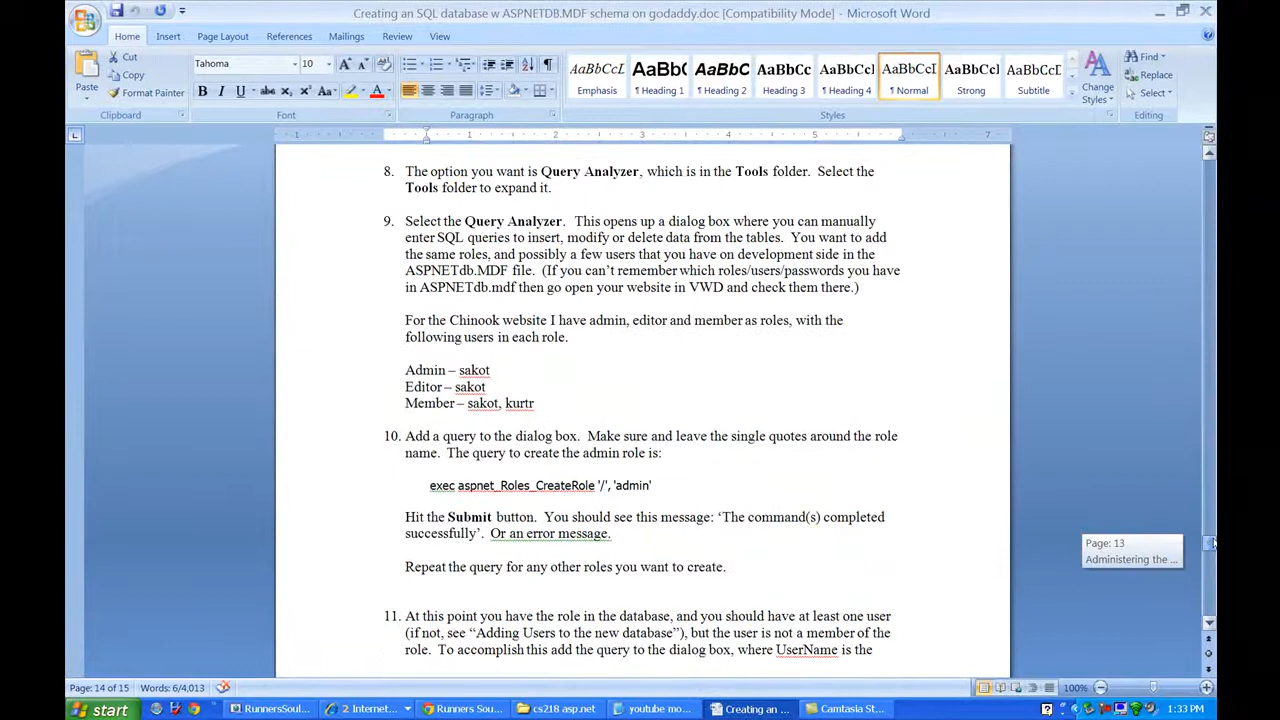 Creating an SQL database w ASPNETDB.MDF schema on godaddy.doc [Compatibility Mode] - Microsoft Word
Home Insert Page Layout References Mailings Review View
Paste
Cut
Copy
Format Painter
Clipboard
Tahoma 10
B I U abc x₂ x² Aa
Font
Paragraph
AaBbCcL AaBbC AaBbC AaBbCc AaBbCcI AaBbCcI AaBbCcI AaBbCcI
Emphasis ¶ Heading 1 ¶ Heading 2 Heading 3 ¶ Heading 4 ¶ Normal Strong Subtitle
Styles
Change Styles
Find
Replace
Select
Editing
1 1 2 3 4 5 7
8. The option you want is Query Analyzer, which is in the Tools folder. Select the
Tools folder to expand it.
9. Select the Query Analyzer. This opens up a dialog box where you can manually
enter SQL queries to insert, modify or delete data from the tables. You want to add
the same roles, and possibly a few users that you have on development side in the
ASPNETdb.MDF file. (If you can't remember which roles/users/passwords you have
in ASPNETdb.mdf then go open your website in VWD and check them there.)
For the Chinook website I have admin, editor and member as roles, with the
following users in each role.
Admin – sakot
Editor – sakot
Member – sakot, kurtr
10. Add a query to the dialog box. Make sure and leave the single quotes around the role
name. The query to create the admin role is:
exec aspnet_Roles_CreateRole '/', 'admin'
Hit the Submit button. You should see this message: 'The command(s) completed
successfully'. Or an error message.
Repeat the query for any other roles you want to create.
Page: 13
Administering the ...
11. At this point you have the role in the database, and you should have at least one user
(if not, see "Adding Users to the new database"), but the user is not a member of the
role. To accomplish this add the query to the dialog box, where UserName is the
Page: 14 of 15 Words: 6/4,013 100%
start RunnersSoul... 2 Internet... Runners Sou... cs218 asp.net youtube mo... Creating an ... Camtasia St... 1:33 PM